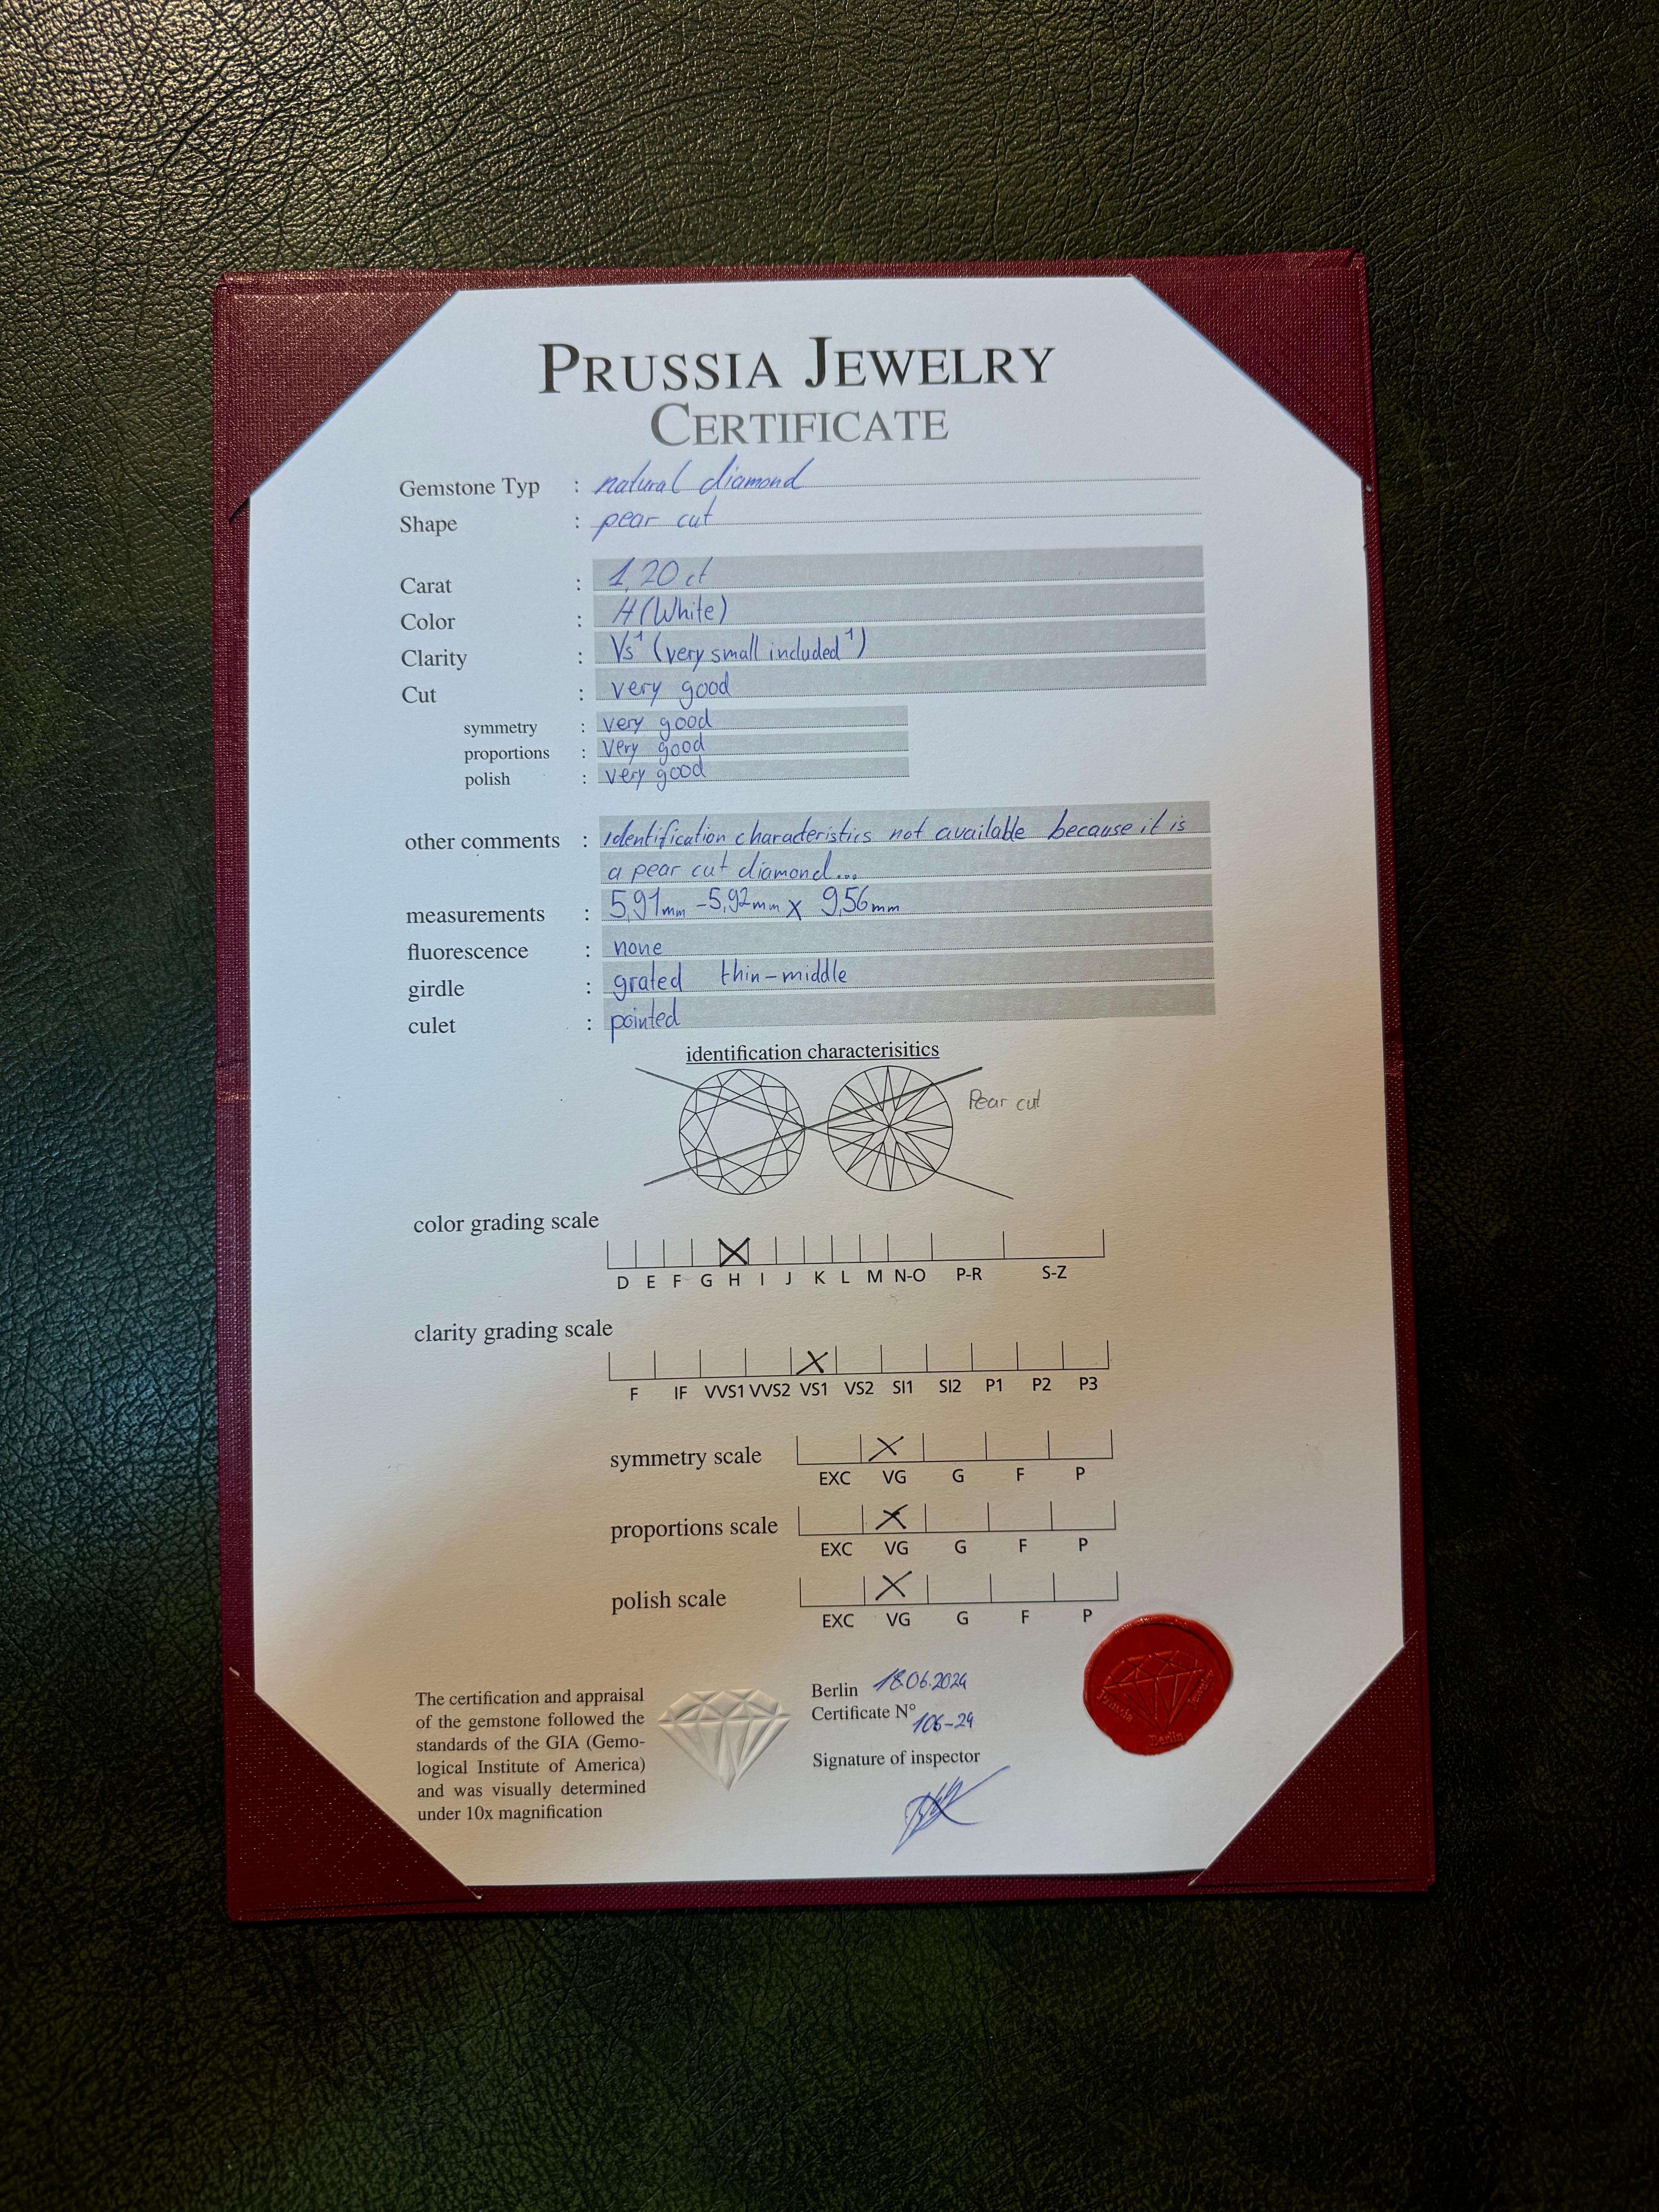 PRUSSIA JEWELRY
CERTIFICATE
Gemstone Typ : natural diamond
Shape : pear cut
Carat : 1,20 ct
Color : H (White)
Clarity : Vs¹ (very small included¹)
Cut : very good
symmetry : very good
proportions : very good
polish : very good
other comments : identification characteristics not available because it is
a pear cut diamond...
measurements : 5,91mm - 5,92mm x 9,56mm
fluorescence : none
girdle : grated thin-middle
culet : pointed
identification characterisitics
Pear cut
color grading scale
D E F G H I J K L M N-O P-R S-Z
clarity grading scale
F IF VVS1 VVS2 VS1 VS2 SI1 SI2 P1 P2 P3
symmetry scale
EXC VG G F P
proportions scale
EXC VG G F P
polish scale
EXC VG G F P
The certification and appraisal
of the gemstone followed the
standards of the GIA (Gemo-
logical Institute of America)
and was visually determined
under 10x magnification
Berlin 18.06.2024
Certificate N° 106-24
Signature of inspector
Prussia Jewelry
Berlin